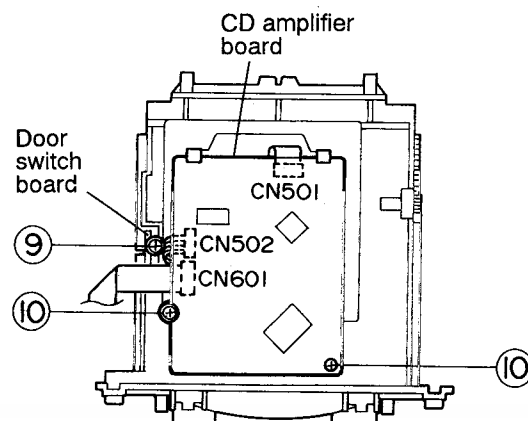 CD amplifier
board
Door
switch
board
CN501
9
CN502
CN601
10
10